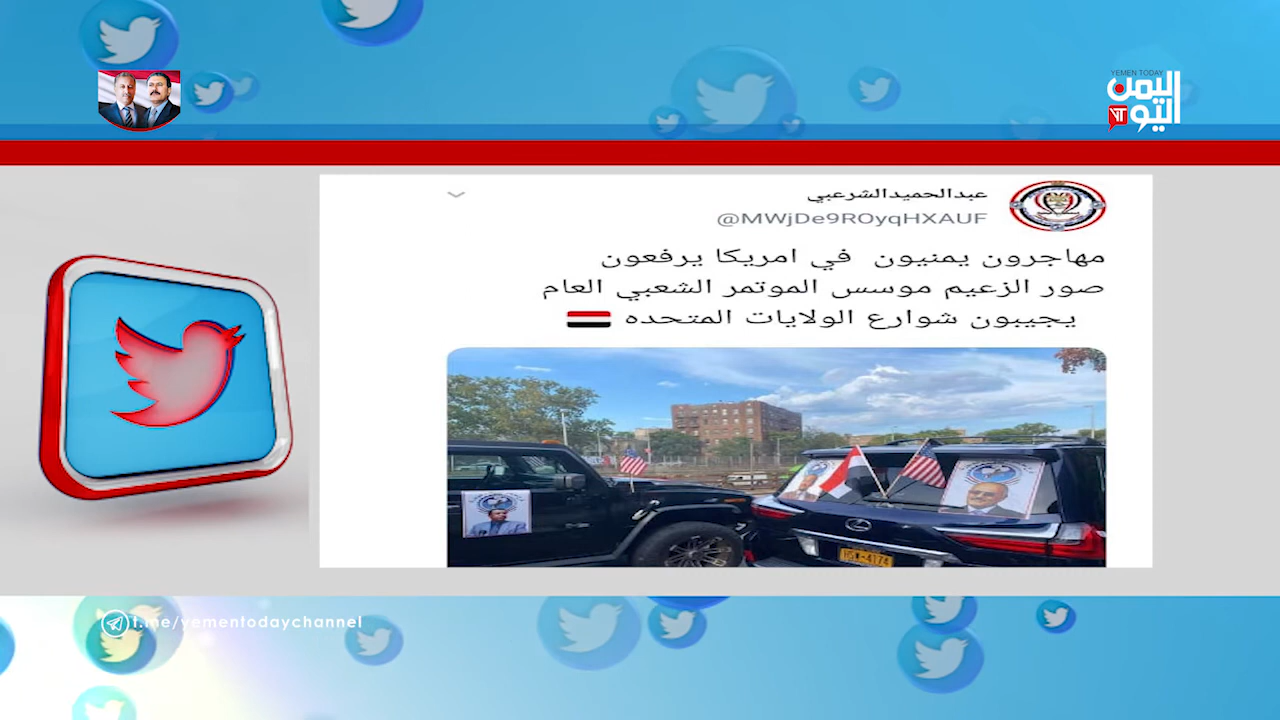 YEMEN TODAY
اليمن
اليوم
YT
عبدالحميدالشرعبي
@MWjDe9ROyqHXAUF
مهاجرون يمنيون في امريكا يرفعون
صور الزعيم موسس الموتمر الشعبي العام
يجيبون شوارع الولايات المتحده
t.me/yementodaychannel